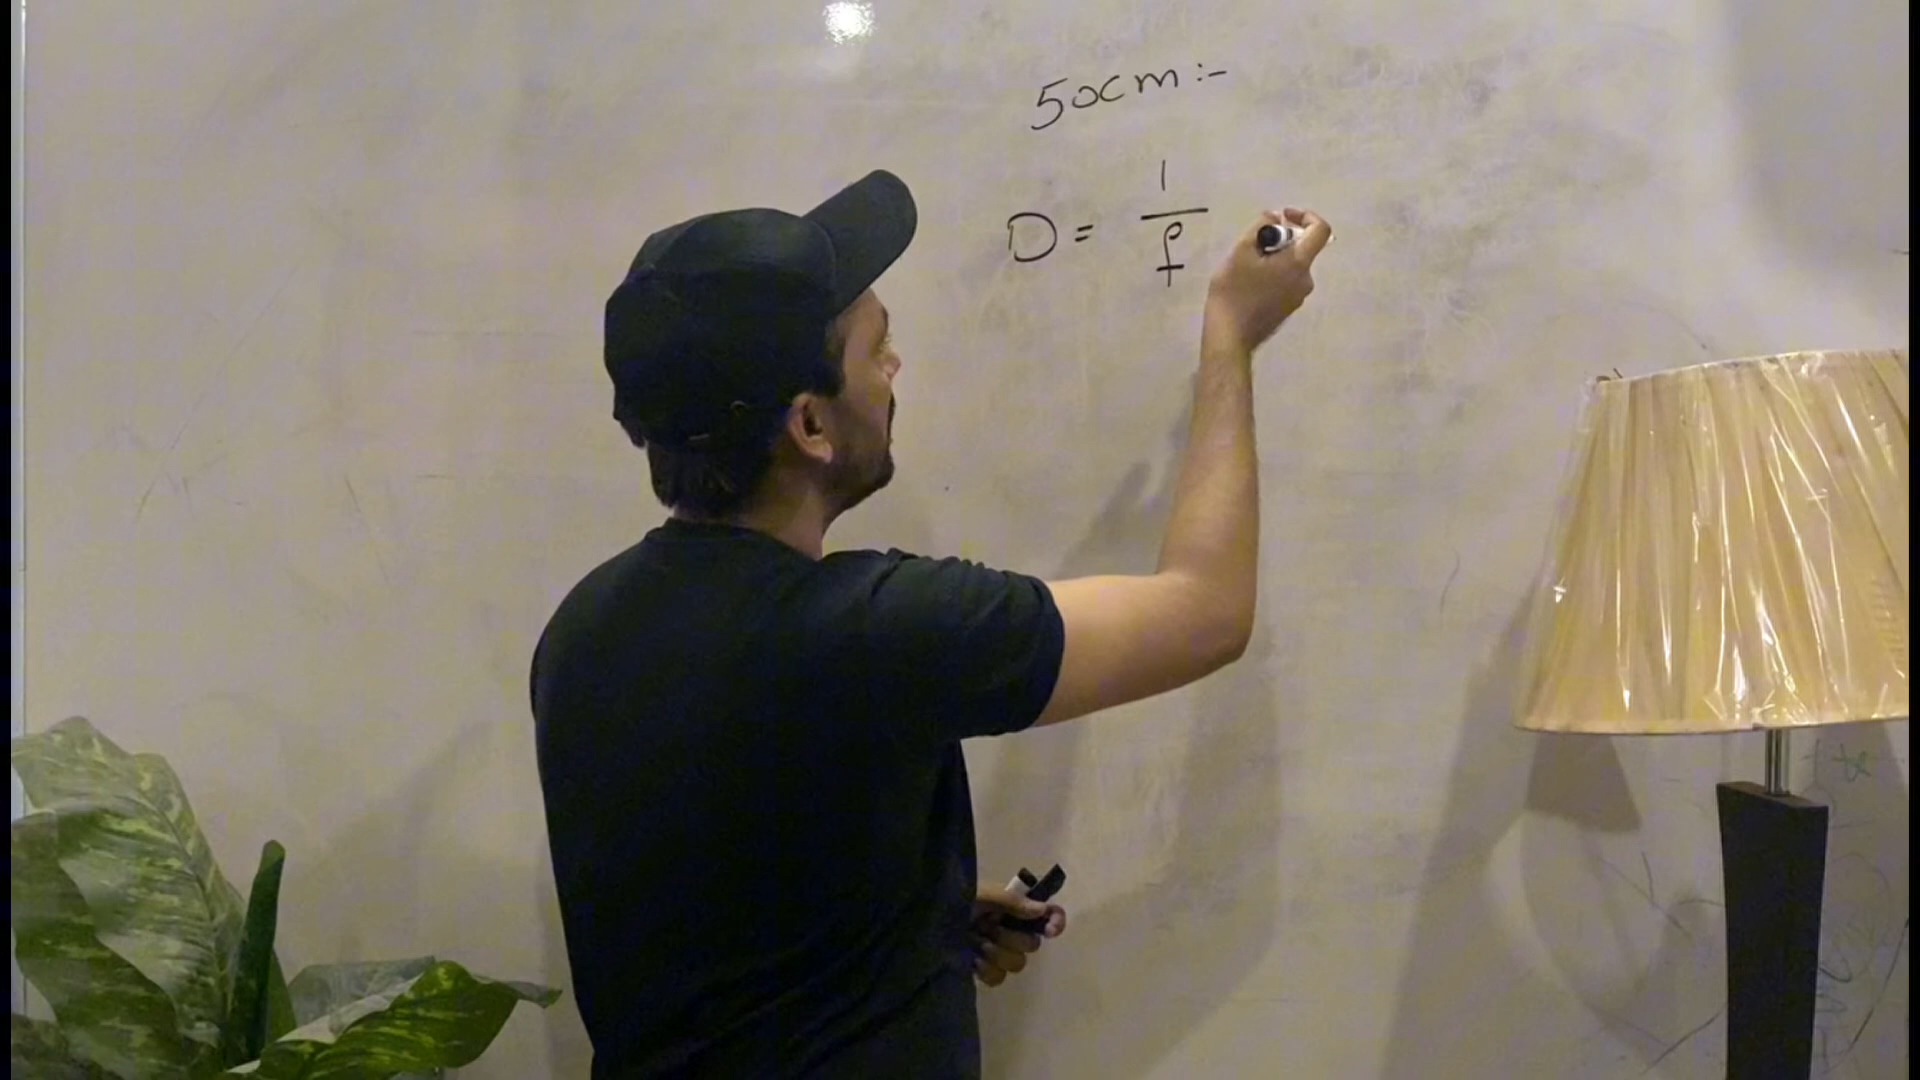 50cm :-
D = 1/f